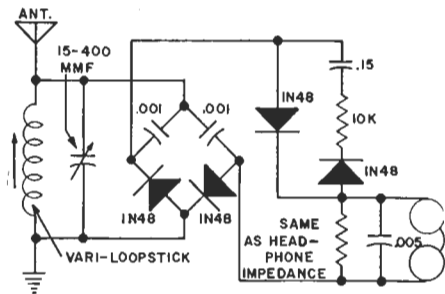 ANT.
15-400
MMF
.001
.001
1N48
1N48
VARI-LOOPSTICK
.15
1N48
10K
1N48
SAME
AS HEAD-
PHONE
IMPEDANCE
.005